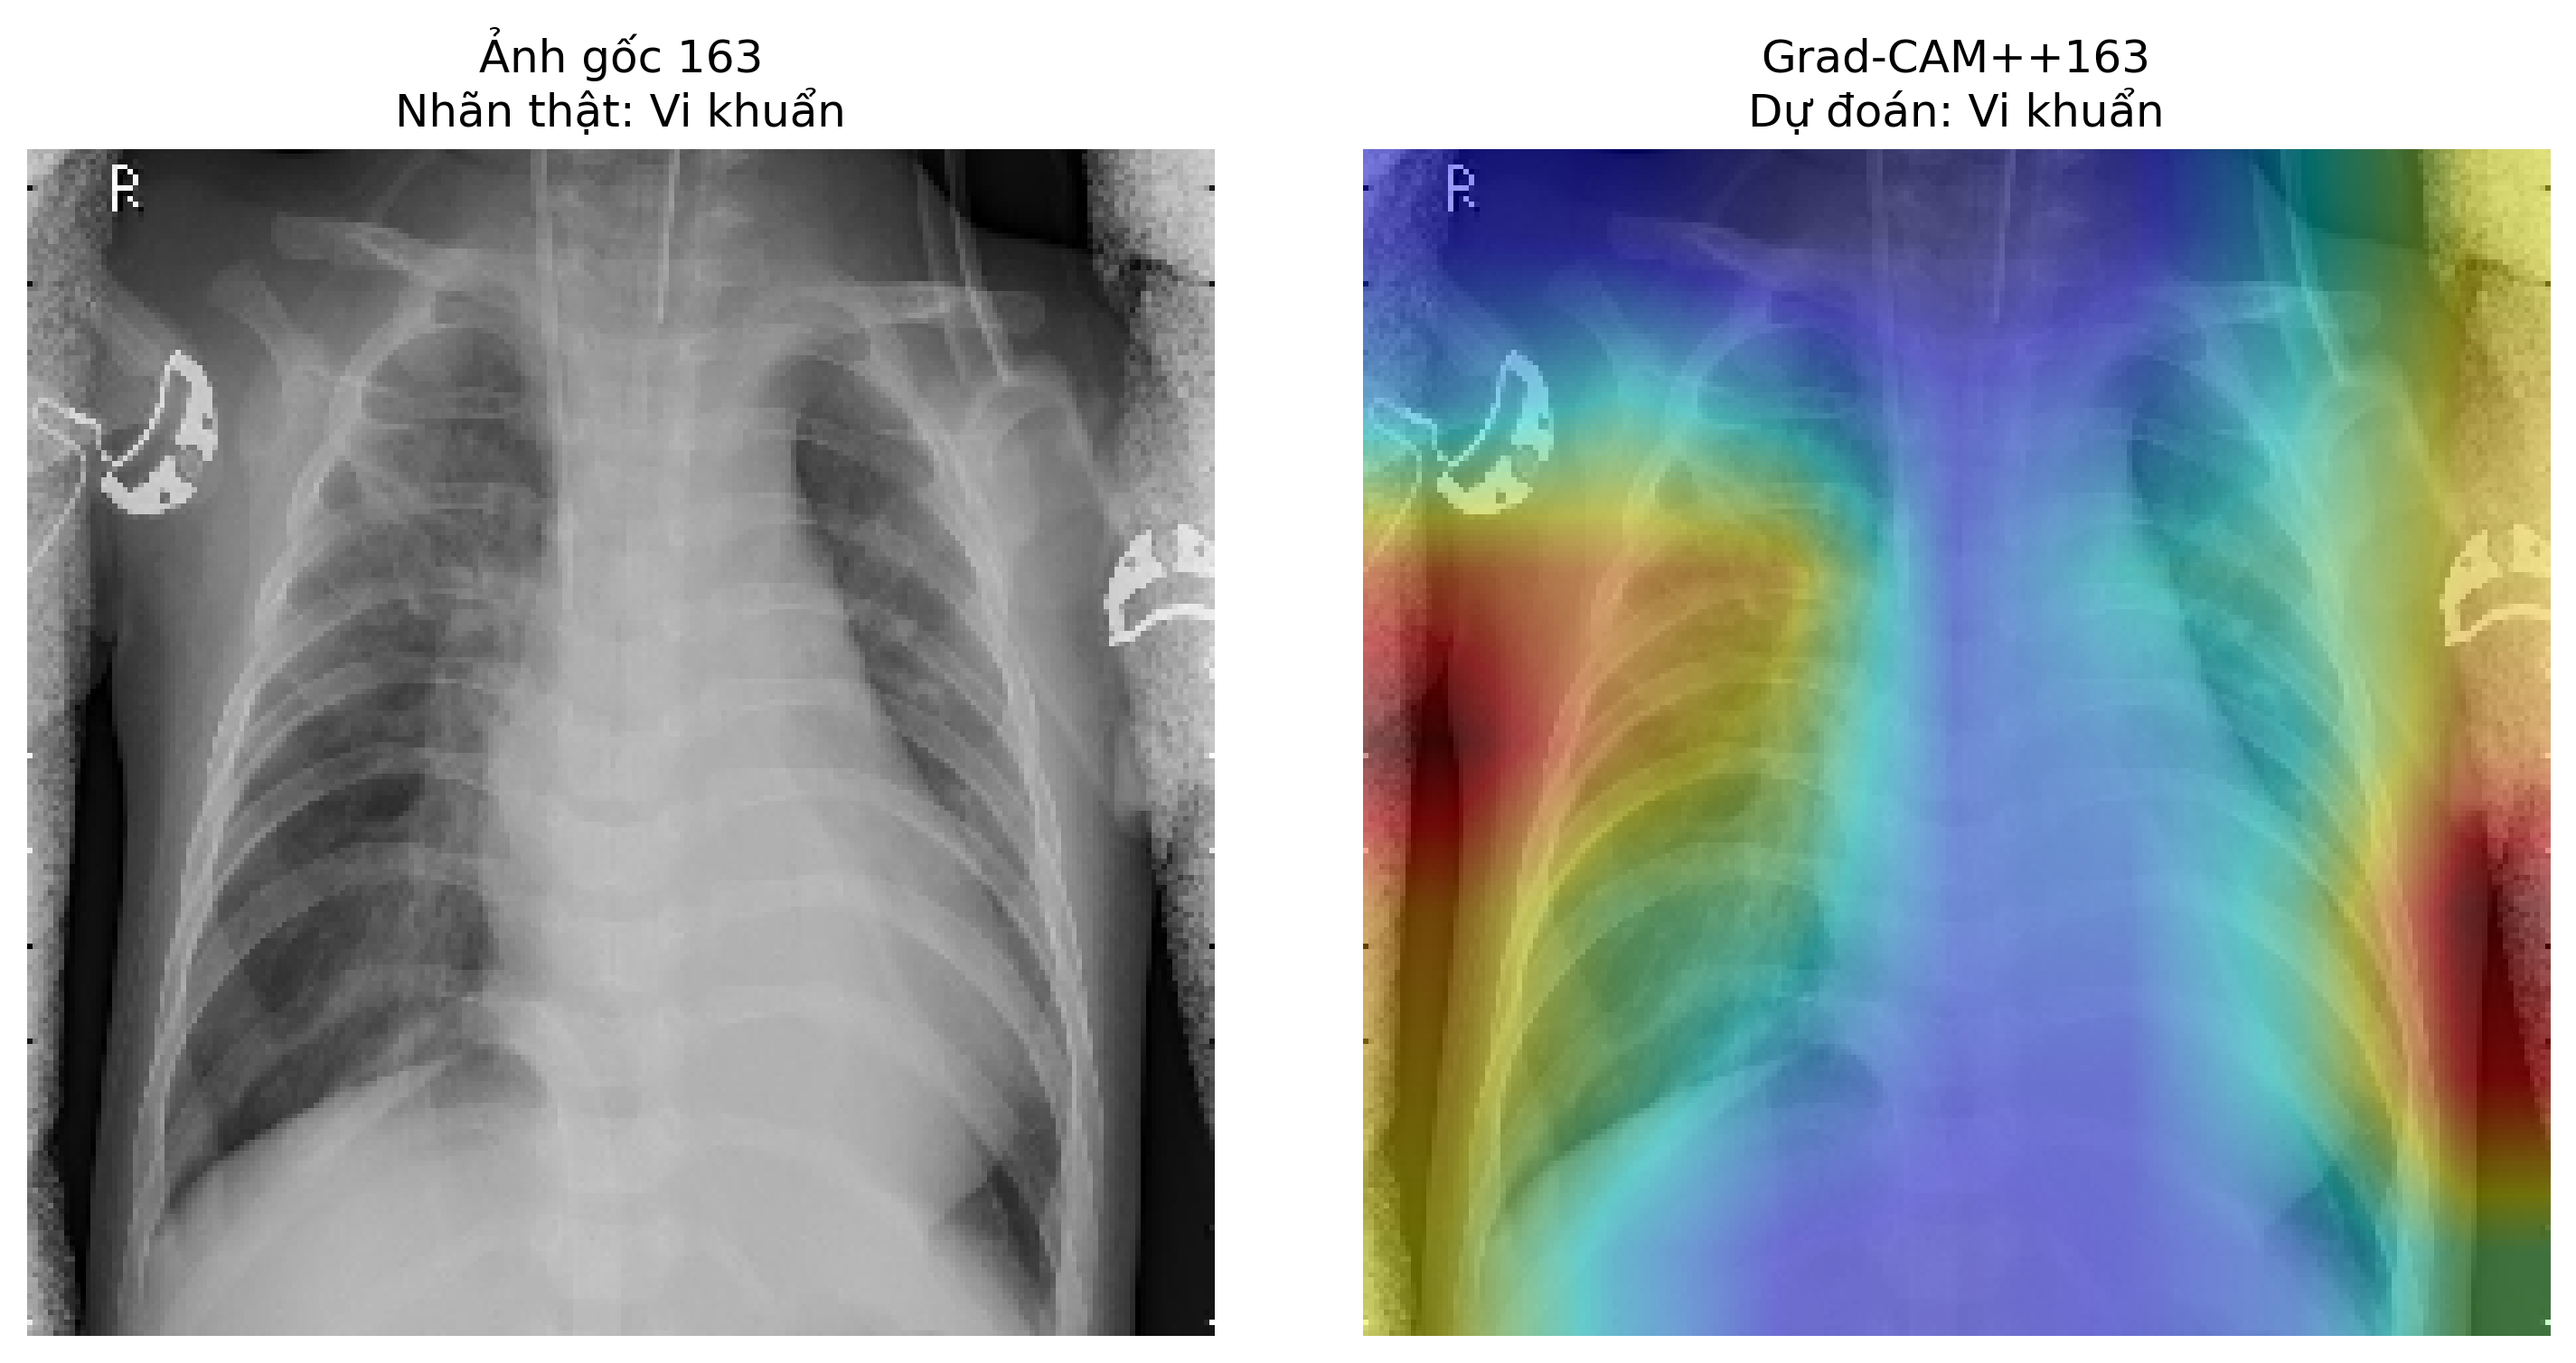 Ảnh gốc 163
Nhãn thật: Vi khuẩn
R
Grad-CAM++163
Dự đoán: Vi khuẩn
R